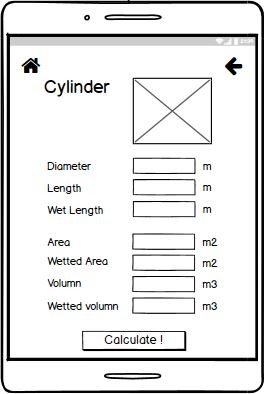 Cylinder
Diameter m
Length m
Wet Length m
Area m2
Wetted Area m2
Volumn m3
Wetted volumn m3
Calculate !